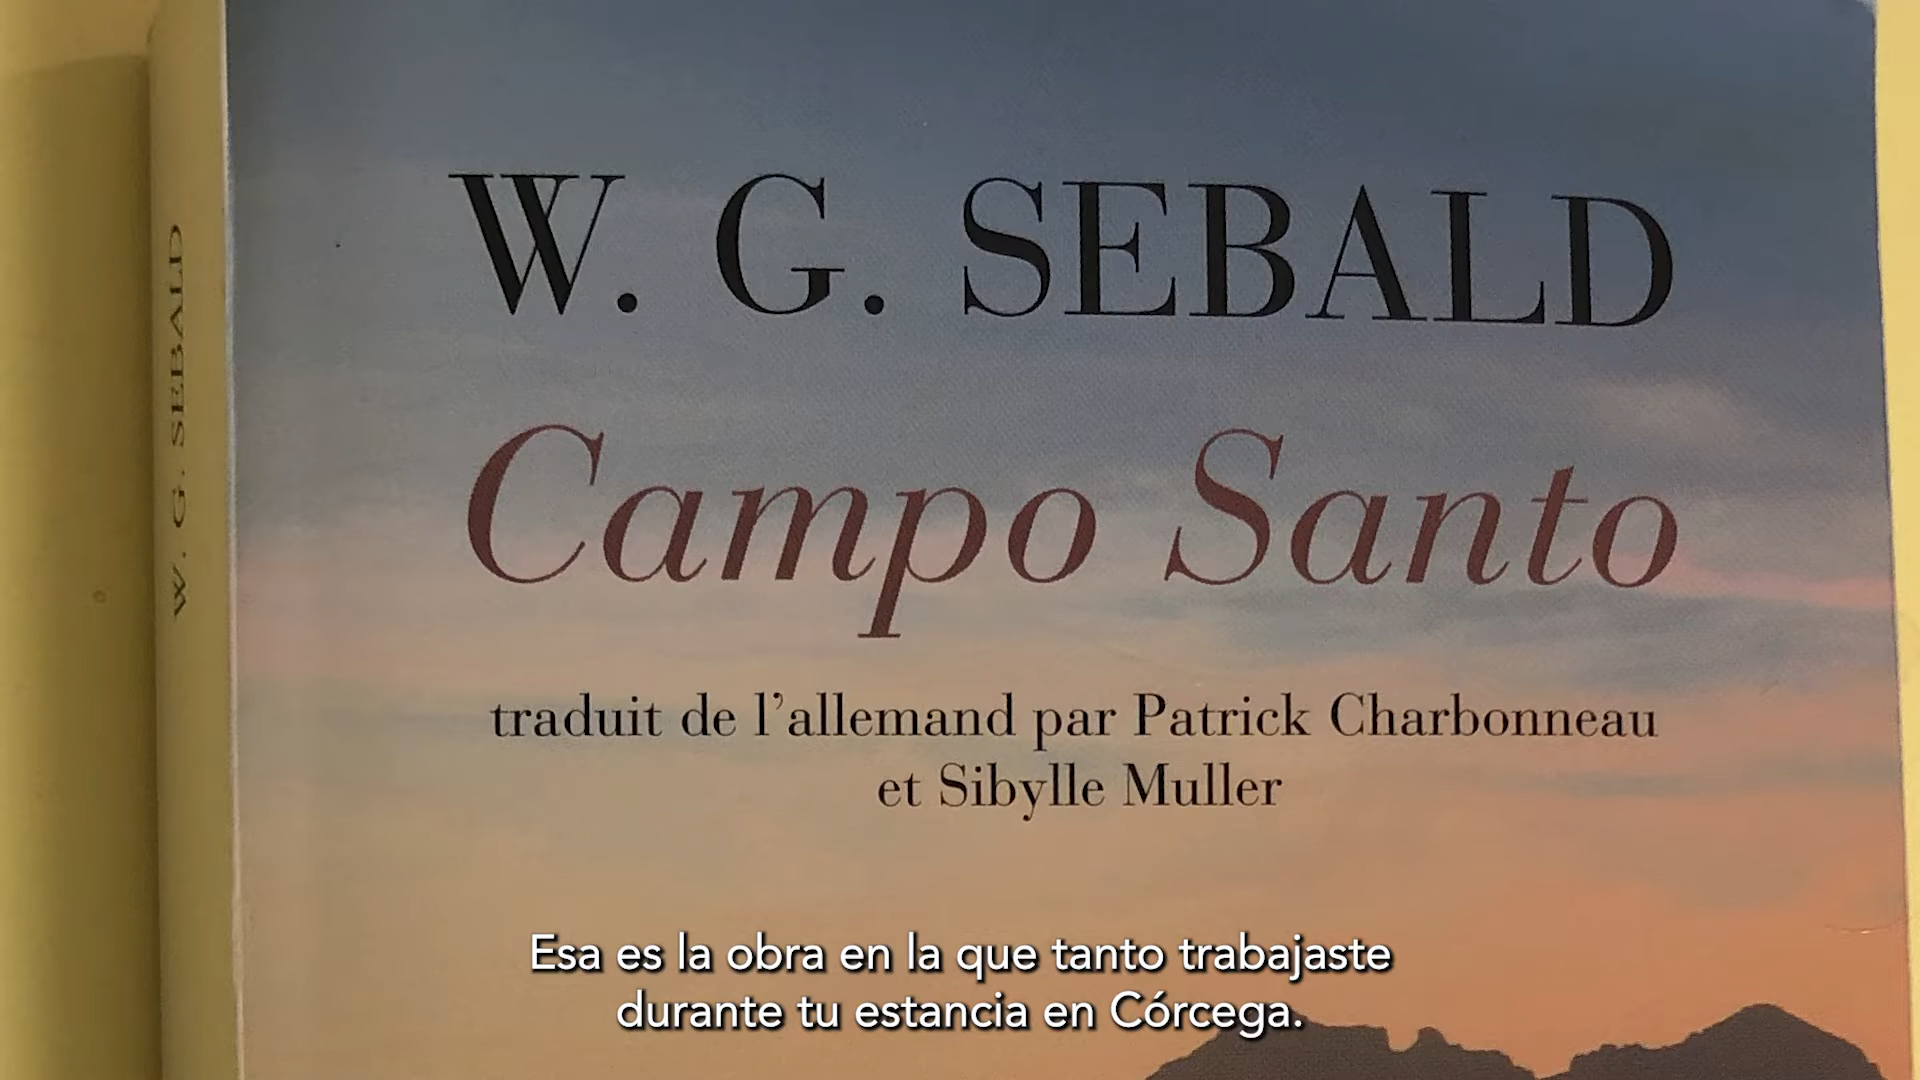 W. G. SEBALD
W. G. SEBALD
Campo Santo
traduit de l'allemand par Patrick Charbonneau
et Sibylle Muller
Esa es la obra en la que tanto trabajaste
durante tu estancia en Córcega.